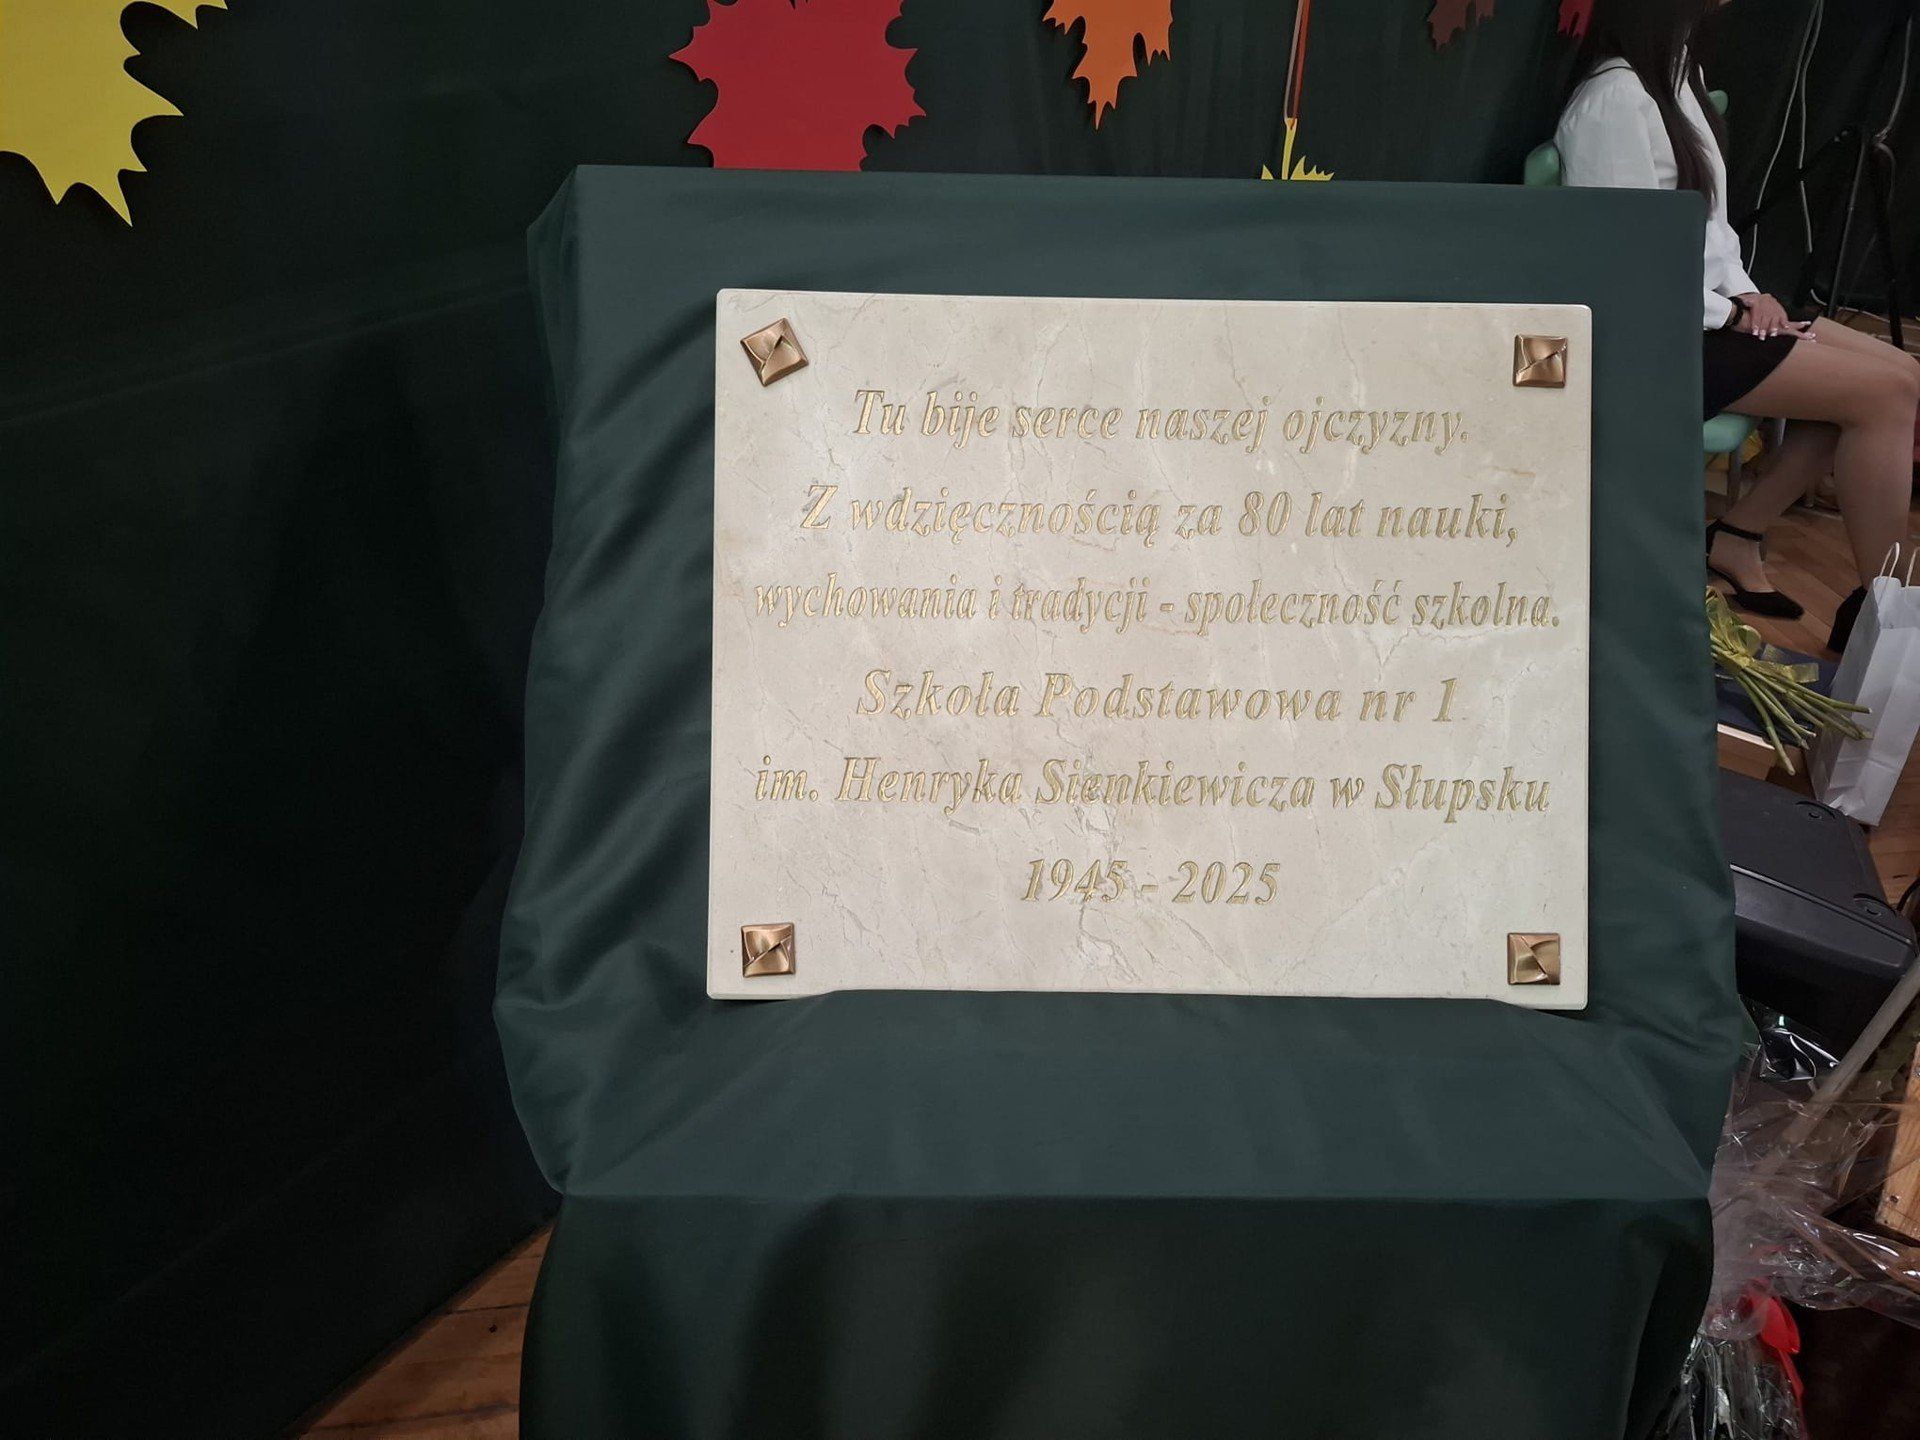 Tu bije serce naszej ojczyzny.
Z wdzięcznością za 80 lat nauki,
wychowania i tradycji - społeczność szkolna.
Szkoła Podstawowa nr 1
im. Henryka Sienkiewicza w Słupsku
1945 - 2025